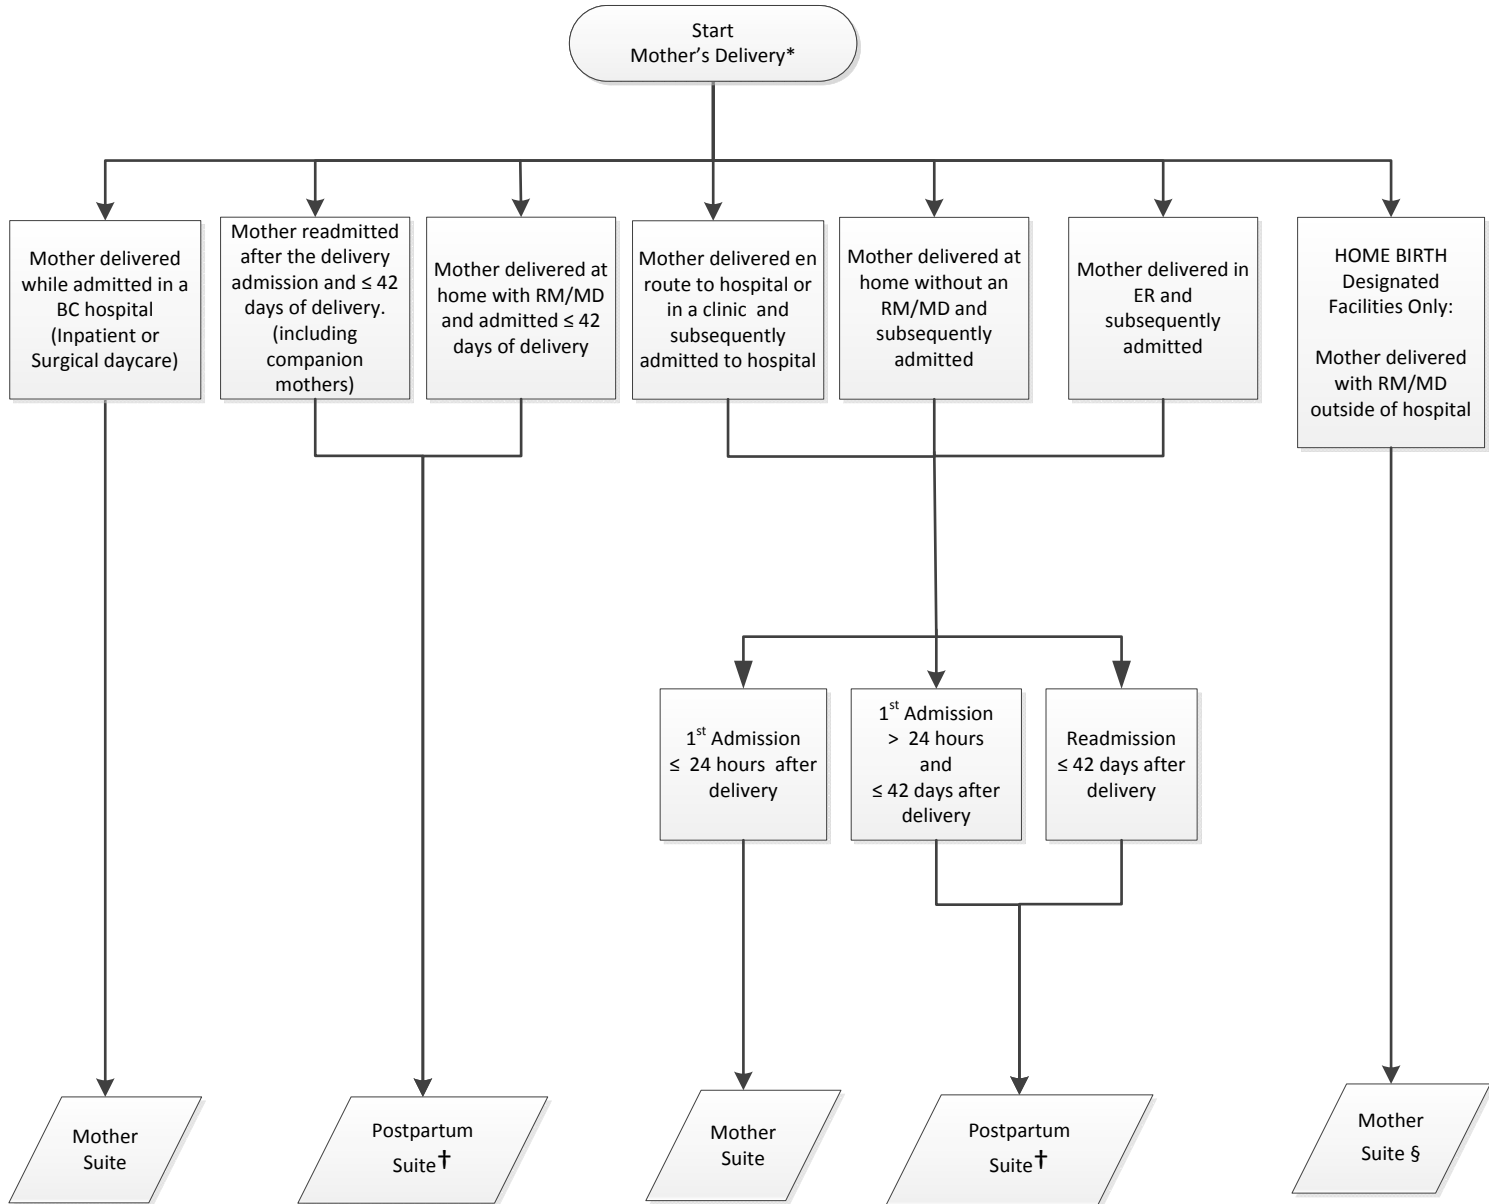 Start
Mother’s Delivery*
Mother delivered
while admitted in a
BC hospital
(Inpatient or
Surgical daycare)
Mother readmitted
after the delivery
admission and ≤ 42
days of delivery.
(including
companion
mothers)
Mother delivered at
home with RM/MD
and admitted ≤ 42
days of delivery
Mother delivered en
route to hospital or
in a clinic and
subsequently
admitted to hospital
Mother delivered at
home without an
RM/MD and
subsequently
admitted
Mother delivered in
ER and
subsequently
admitted
HOME BIRTH
Designated
Facilities Only:
Mother delivered
with RM/MD
outside of hospital
1st Admission
≤ 24 hours after
delivery
1st Admission
> 24 hours
and
≤ 42 days after
delivery
Readmission
≤ 42 days after
delivery
Mother
Suite
Postpartum
Suite†
Mother
Suite
Postpartum
Suite†
Mother
Suite §